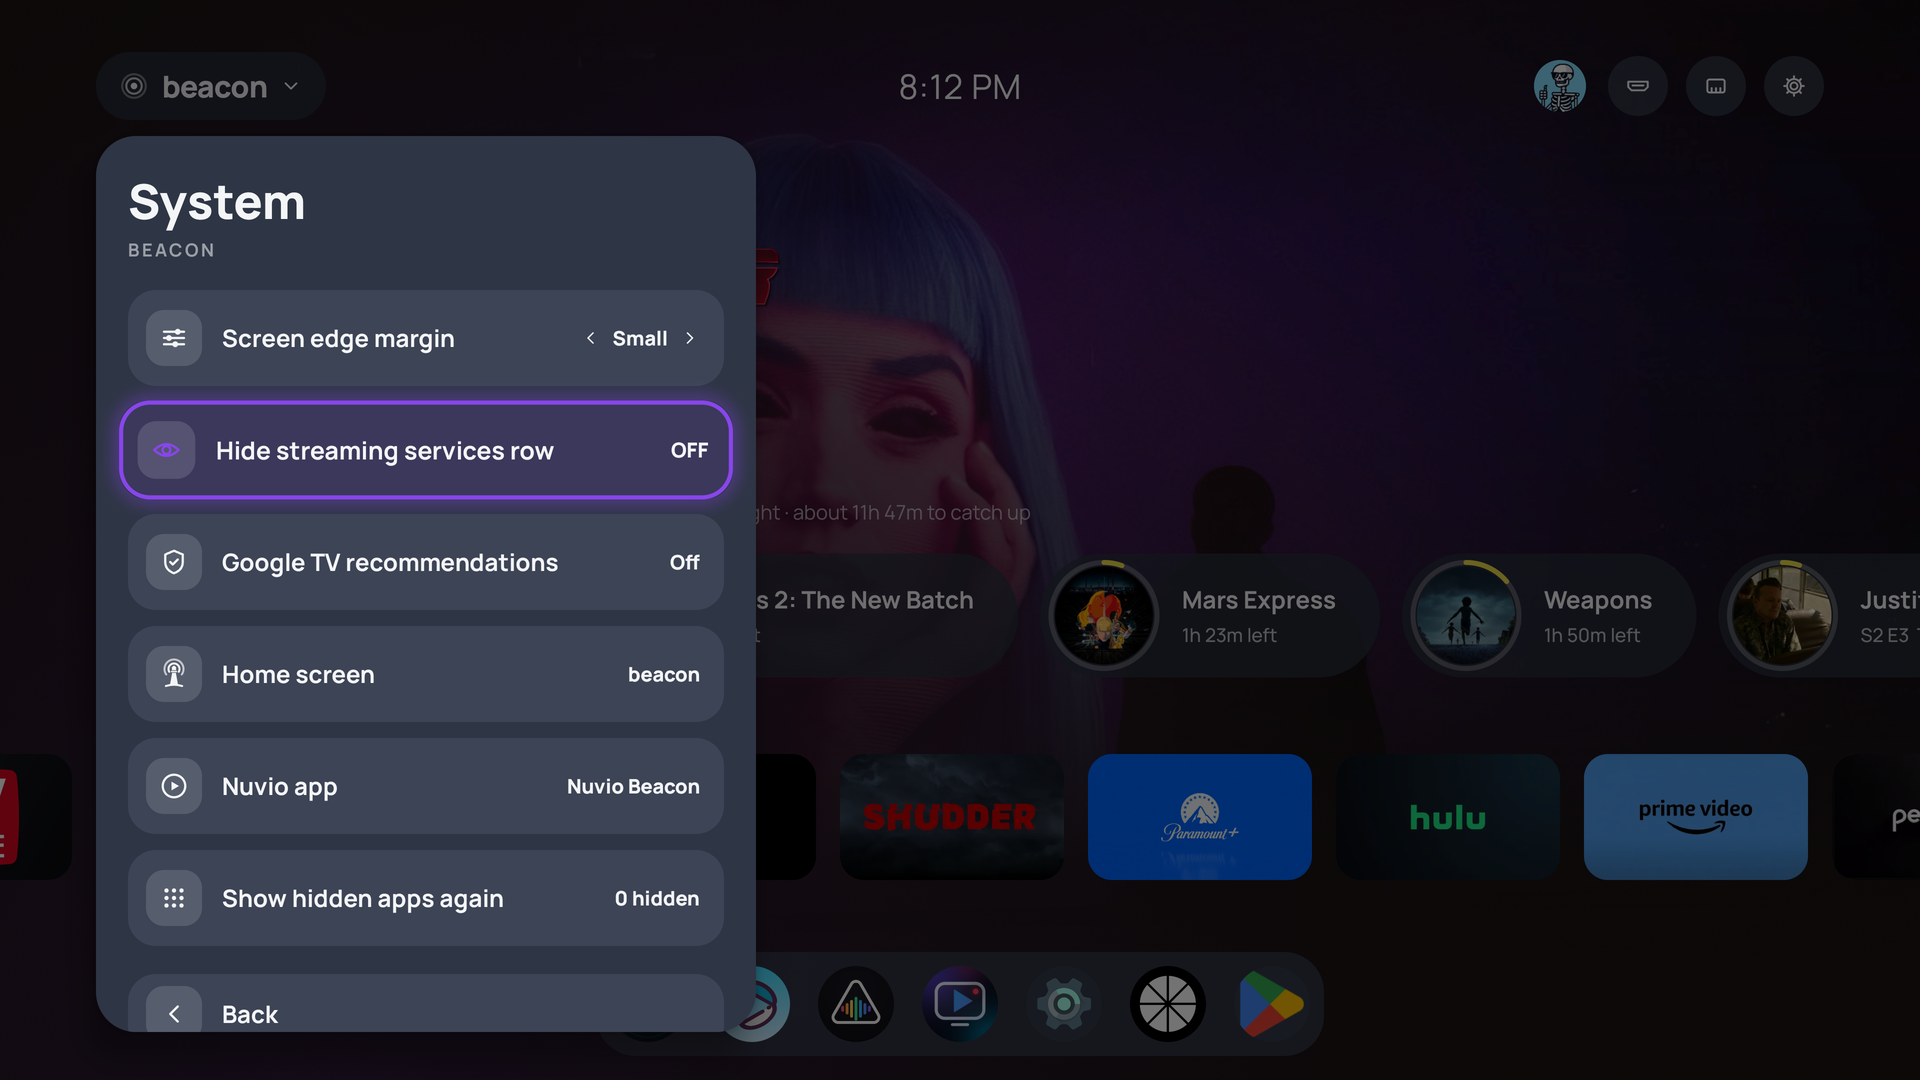 beacon
8:12 PM
System
BEACON
Screen edge margin
Small
Hide streaming services row
OFF
Google TV recommendations
Off
Home screen
beacon
Nuvio app
Nuvio Beacon
Show hidden apps again
0 hidden
Back
ght · about 11h 47m to catch up
s 2: The New Batch
t
Mars Express
1h 23m left
Weapons
1h 50m left
Justi
S2 E3
SHUDDER
Paramount+
hulu
prime video
pe